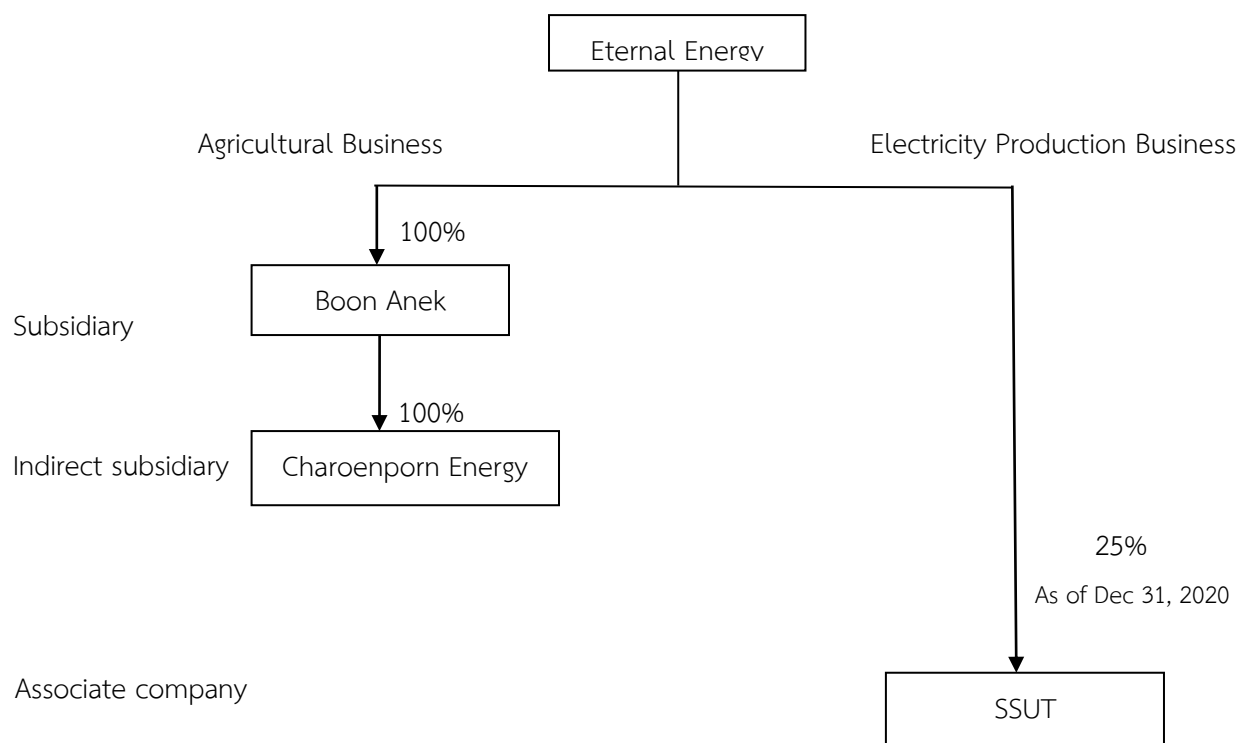 Eternal Energy
Agricultural Business
Electricity Production Business
100%
Boon Anek
Subsidiary
100%
Indirect subsidiary
Charoenporn Energy
25%
As of Dec 31, 2020
Associate company
SSUT